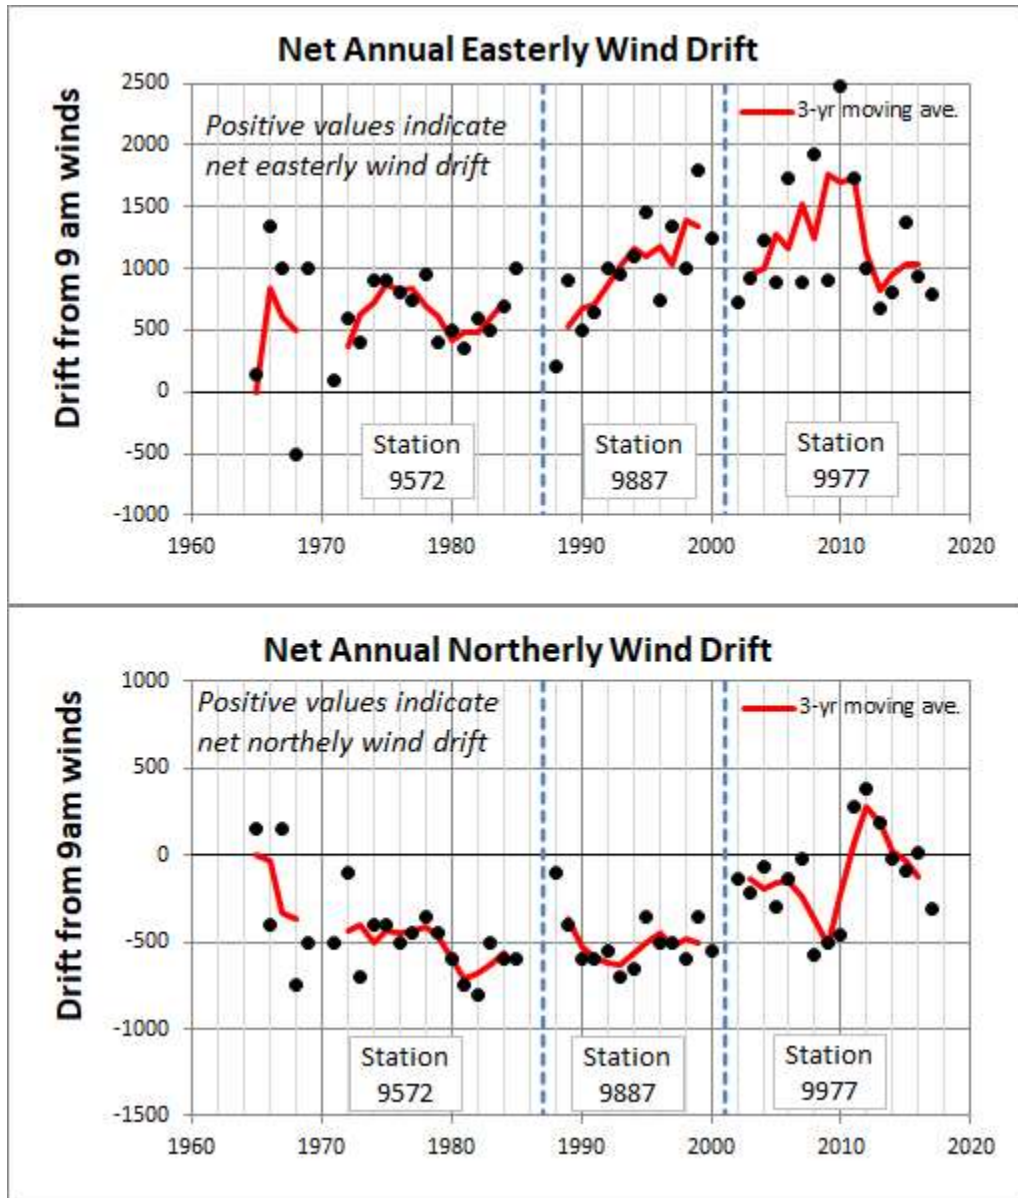 Net Annual Easterly Wind Drift
Drift from 9 am winds
2500
2000
1500
1000
500
0
-500
-1000
Positive values indicate
net easterly wind drift
3-yr moving ave.
Station
9572
Station
9887
Station
9977
1960
1970
1980
1990
2000
2010
2020
Net Annual Northerly Wind Drift
Drift from 9am winds
1000
500
0
-500
-1000
-1500
Positive values indicate
net northely wind drift
3-yr moving ave.
Station
9572
Station
9887
Station
9977
1960
1970
1980
1990
2000
2010
2020